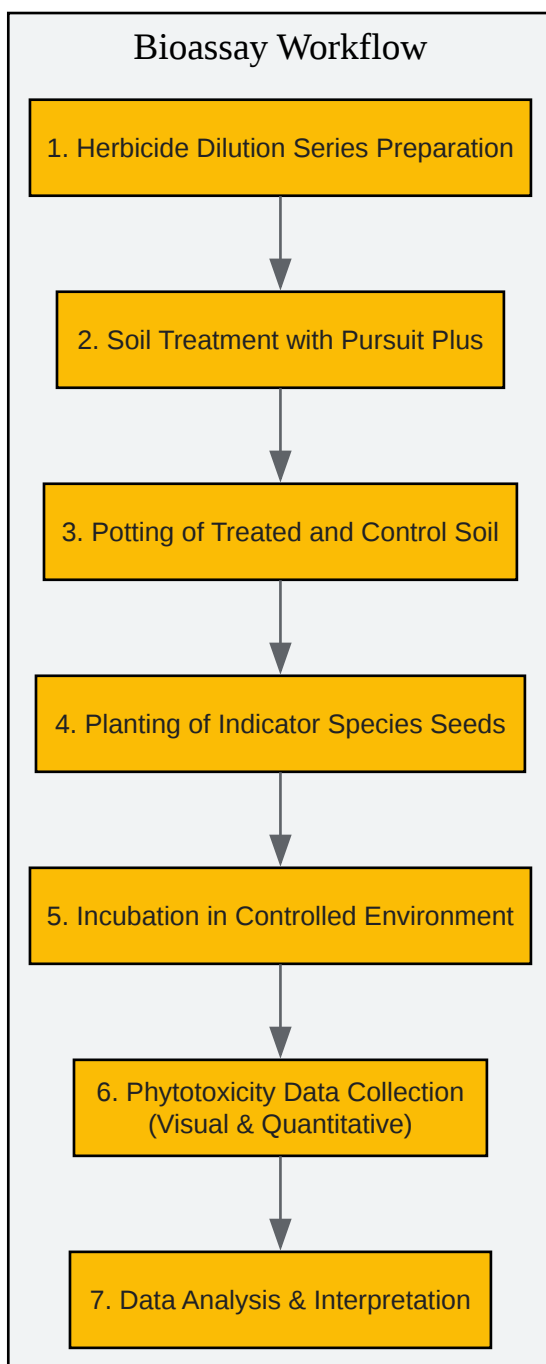 Bioassay Workflow
1. Herbicide Dilution Series Preparation
2. Soil Treatment with Pursuit Plus
3. Potting of Treated and Control Soil
4. Planting of Indicator Species Seeds
5. Incubation in Controlled Environment
6. Phytotoxicity Data Collection
(Visual & Quantitative)
7. Data Analysis & Interpretation